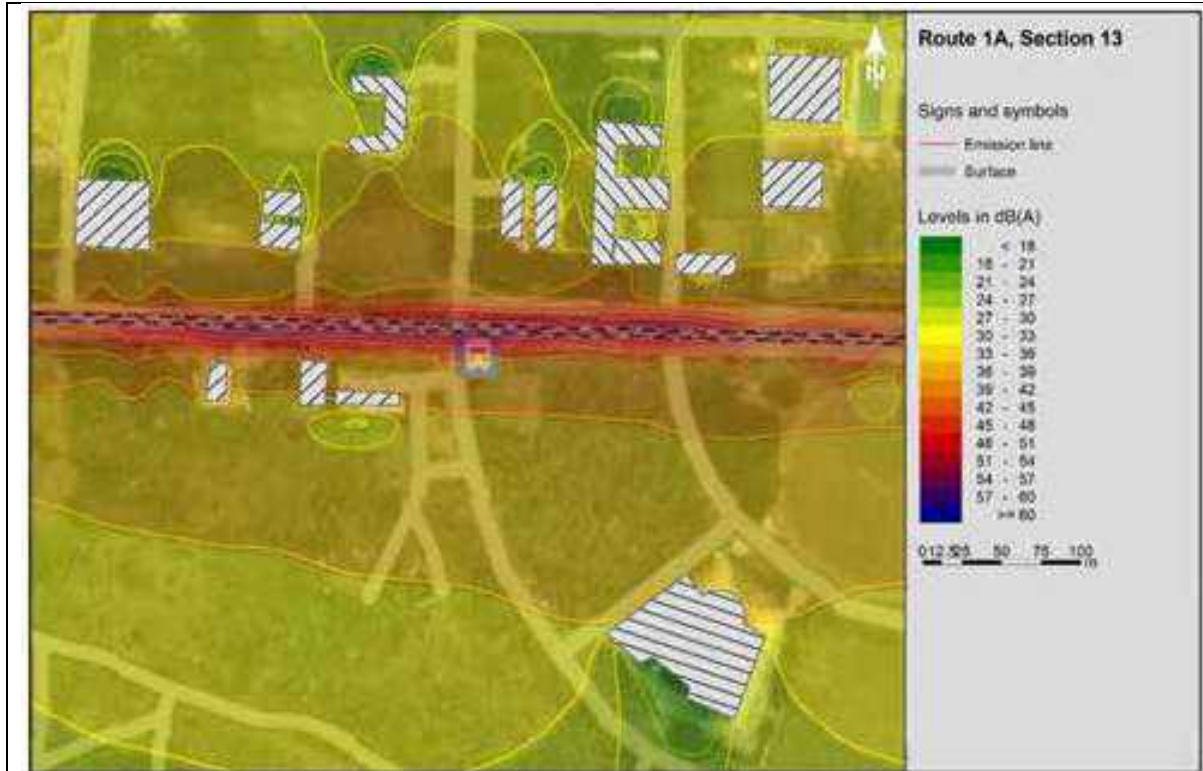 N
Route 1A, Section 13
Signs and symbols
Emission line
Surface
Levels in dB(A)
< 18
18 - 21
21 - 24
24 - 27
27 - 30
30 - 33
33 - 36
36 - 39
39 - 42
42 - 45
45 - 48
48 - 51
51 - 54
54 - 57
57 - 60
>= 60
50 75 100
m